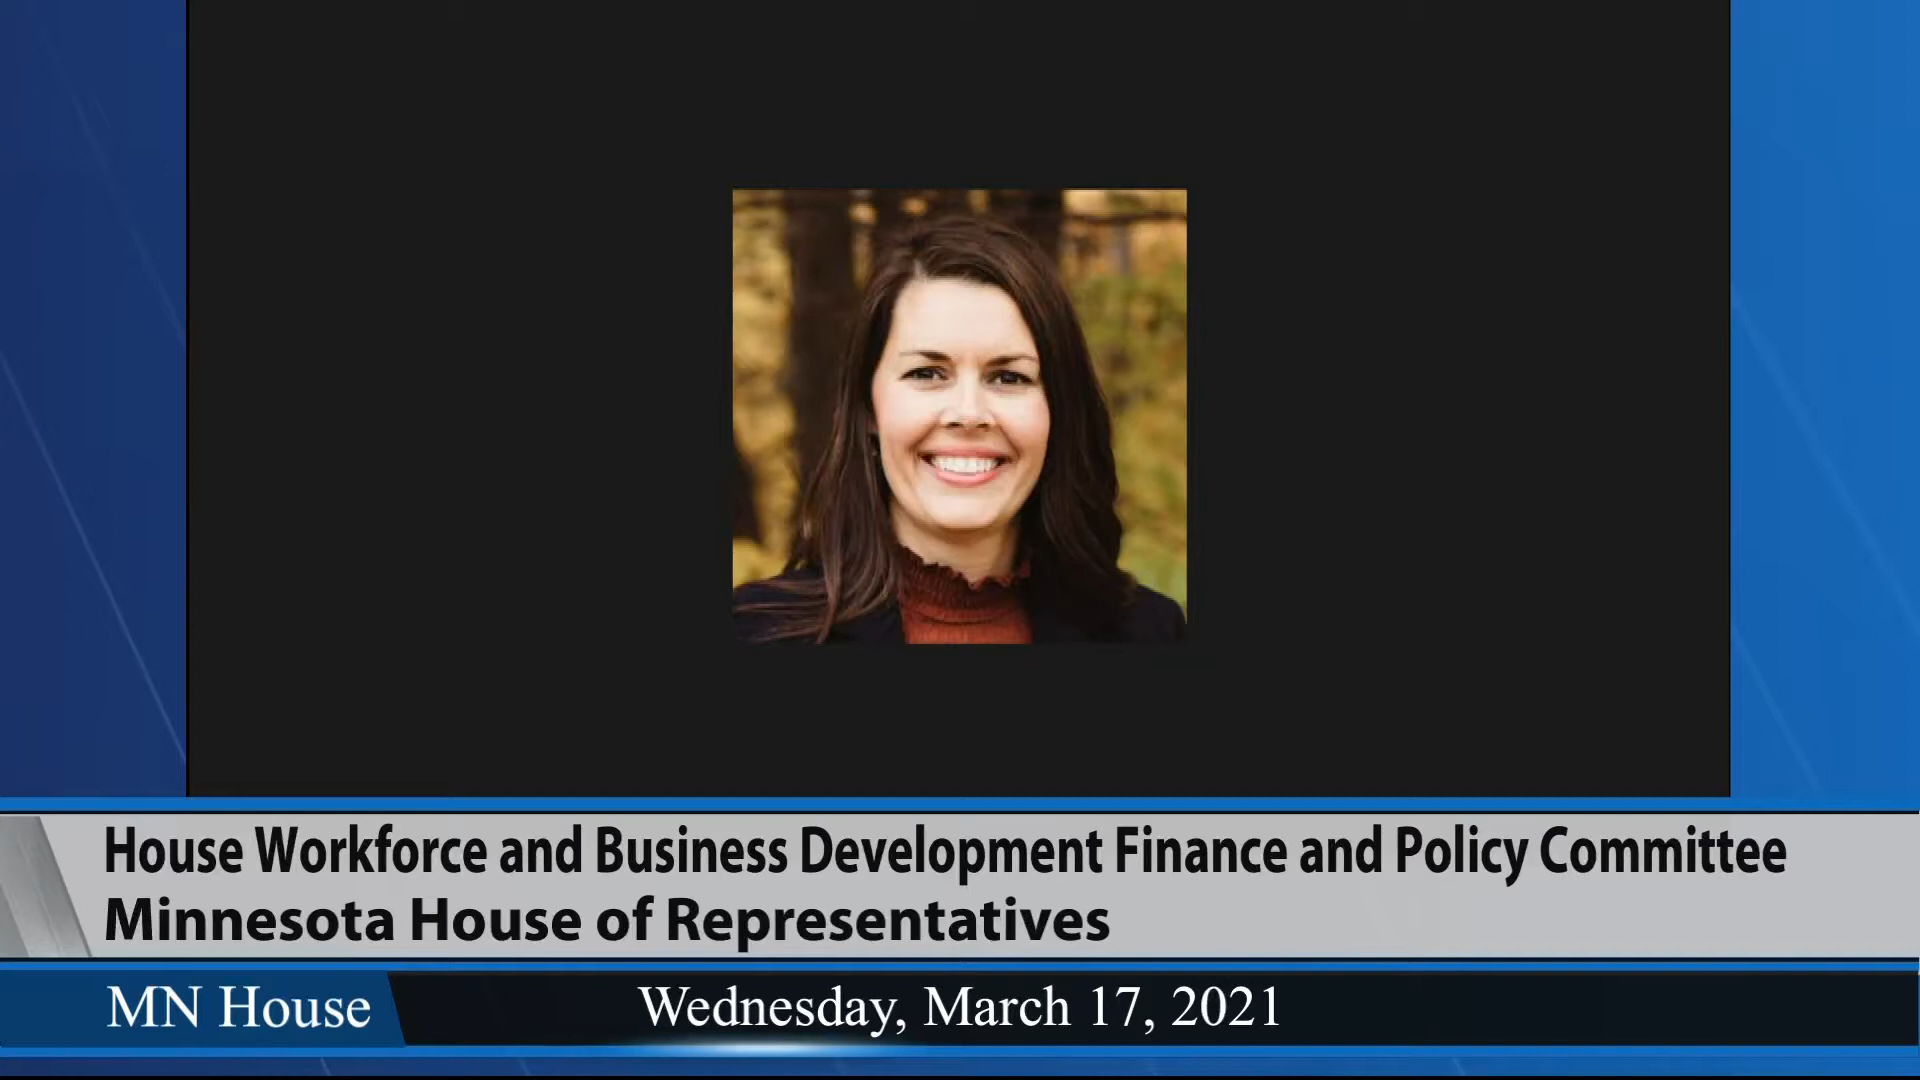 House Workforce and Business Development Finance and Policy Committee
Minnesota House of Representatives
MN House
Wednesday, March 17, 2021